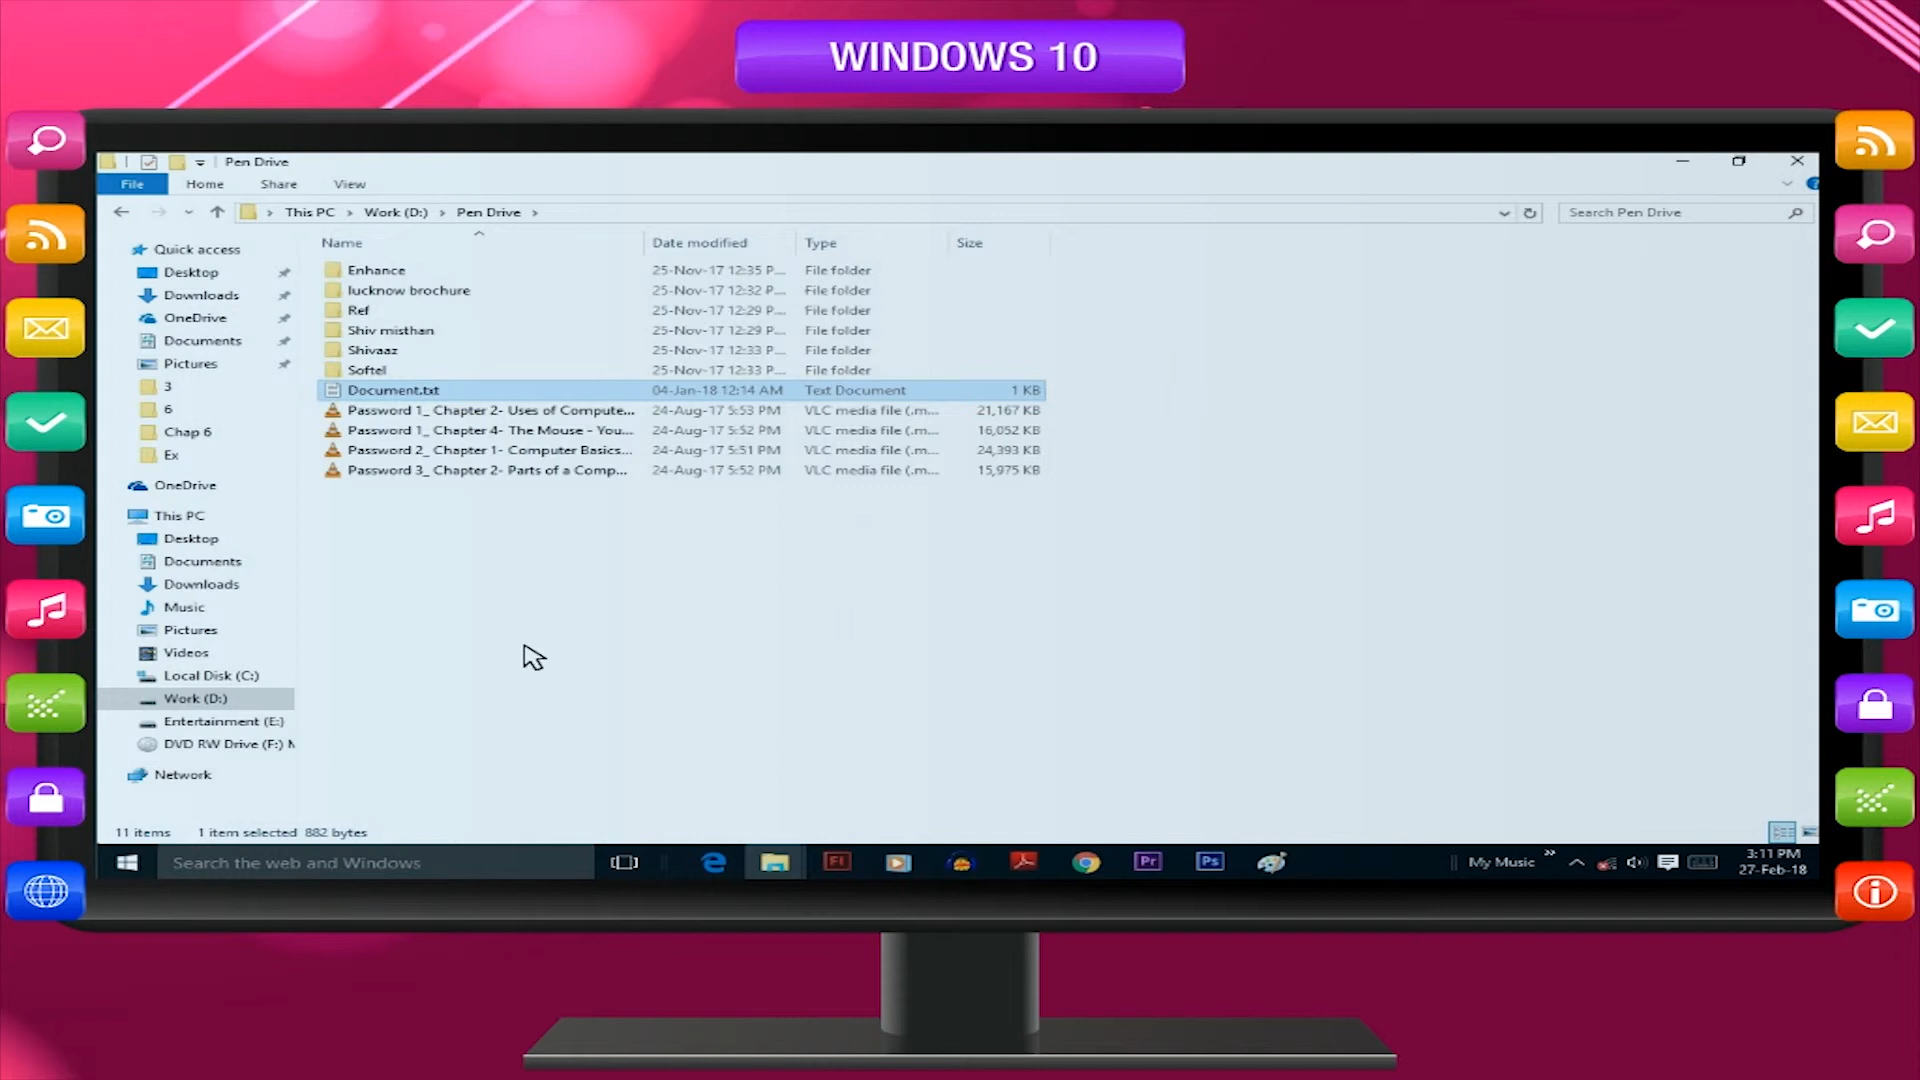 WINDOWS 10
Pen Drive
File Home Share View
This PC Work (D:) Pen Drive Search Pen Drive
Name Date modified Type Size
Quick access
Desktop
Downloads
OneDrive
Documents
Pictures
3
6
Chap 6
Ex
OneDrive
This PC
Desktop
Documents
Downloads
Music
Pictures
Videos
Local Disk (C:)
Work (D:)
Entertainment (E:)
DVD RW Drive (F:) M
Network
Enhance 25-Nov-17 12:35 P... File folder
lucknow brochure 25-Nov-17 12:32 P... File folder
Ref 25-Nov-17 12:29 P... File folder
Shiv misthan 25-Nov-17 12:29 P... File folder
Shivaaz 25-Nov-17 12:33 P... File folder
Softel 25-Nov-17 12:33 P... File folder
Document.txt 04-Jan-18 12:14 AM Text Document 1 KB
Password 1_ Chapter 2- Uses of Compute... 24-Aug-17 5:53 PM VLC media file (.m... 21,167 KB
Password 1_ Chapter 4- The Mouse - You... 24-Aug-17 5:52 PM VLC media file (.m... 16,052 KB
Password 2_ Chapter 1- Computer Basics... 24-Aug-17 5:51 PM VLC media file (.m... 24,393 KB
Password 3_ Chapter 2- Parts of a Comp... 24-Aug-17 5:52 PM VLC media file (.m... 15,975 KB
11 items 1 item selected 882 bytes
Search the web and Windows Fl Pr Ps My Music 3:11 PM
27-Feb-18